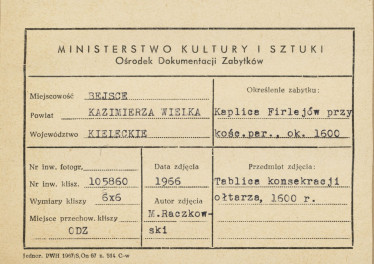 MINISTERSTWO KULTURY I SZTUKI
Ośrodek Dokumentacji Zabytków
Miejscowość BEJSCE
Powiat KAZIMIERZA WIELKA
Województwo KIELECKIE
Określenie zabytku:
Kaplica Firlejów przy
kośc.par., ok. 1600
Nr inw. fotogr.
Nr inw. klisz. 105860
Wymiary kliszy 6x6
Miejsce przechow. kliszy
ODZ
Data zdjęcia
1966
Autor zdjęcia
M.Raczkow-
ski
Przedmiot zdjęcia:
Tablica konsekracji
ołtarza, 1600 r.